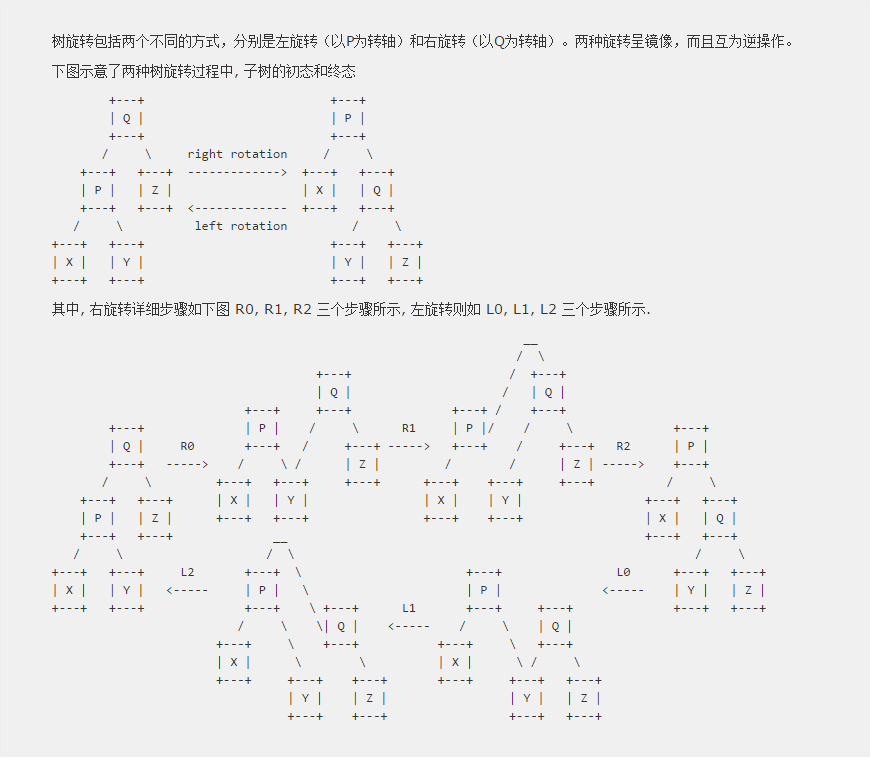 树旋转包括两个不同的方式，分别是左旋转（以P为转轴）和右旋转（以Q为转轴）。两种旋转呈镜像，而且互为逆操作。
下图示意了两种树旋转过程中, 子树的初态和终态
        +---+                          +---+
        | Q |                          | P |
        +---+                          +---+
       /     \     right rotation     /     \
    +---+   +---+  ------------->  +---+   +---+
    | P |   | Z |                  | X |   | Q |
    +---+   +---+  <-------------  +---+   +---+
   /     \          left rotation         /     \
+---+   +---+                          +---+   +---+
| X |   | Y |                          | Y |   | Z |
+---+   +---+                          +---+   +---+
其中, 右旋转详细步骤如下图 R0, R1, R2 三个步骤所示, 左旋转则如 L0, L1, L2 三个步骤所示.
                                                                  __
                                                                 /  \
                                     +---+                      /  +---+
                                     | Q |                     /   | Q |
                           +---+     +---+              +---+ /    +---+
        +---+              | P |    /     \      R1     | P |/    /     \              +---+
        | Q |     R0       +---+   /     +---+ ----->   +---+    /     +---+   R2      | P |
        +---+   ----->    /     \ /      | Z |         /        /      | Z | ----->    +---+
       /     \         +---+   +---+     +---+      +---+    +---+     +---+          /     \
    +---+   +---+      | X |   | Y |                | X |    | Y |                 +---+   +---+
    | P |   | Z |      +---+   +---+                +---+    +---+                 | X |   | Q |
    +---+   +---+              __                                                  +---+   +---+
   /     \                    /  \                                                        /     \
+---+   +---+     L2       +---+  \                       +---+                L0      +---+   +---+
| X |   | Y |   <-----     | P |   \                      | P |              <-----    | Y |   | Z |
+---+   +---+              +---+    \ +---+      L1       +---+     +---+              +---+   +---+
                          /     \    \| Q |    <-----    /     \    | Q |
                       +---+     \    +---+           +---+     \   +---+
                       | X |      \        \          | X |      \ /     \
                       +---+     +---+    +---+       +---+     +---+   +---+
                                 | Y |    | Z |                 | Y |   | Z |
                                 +---+    +---+                 +---+   +---+